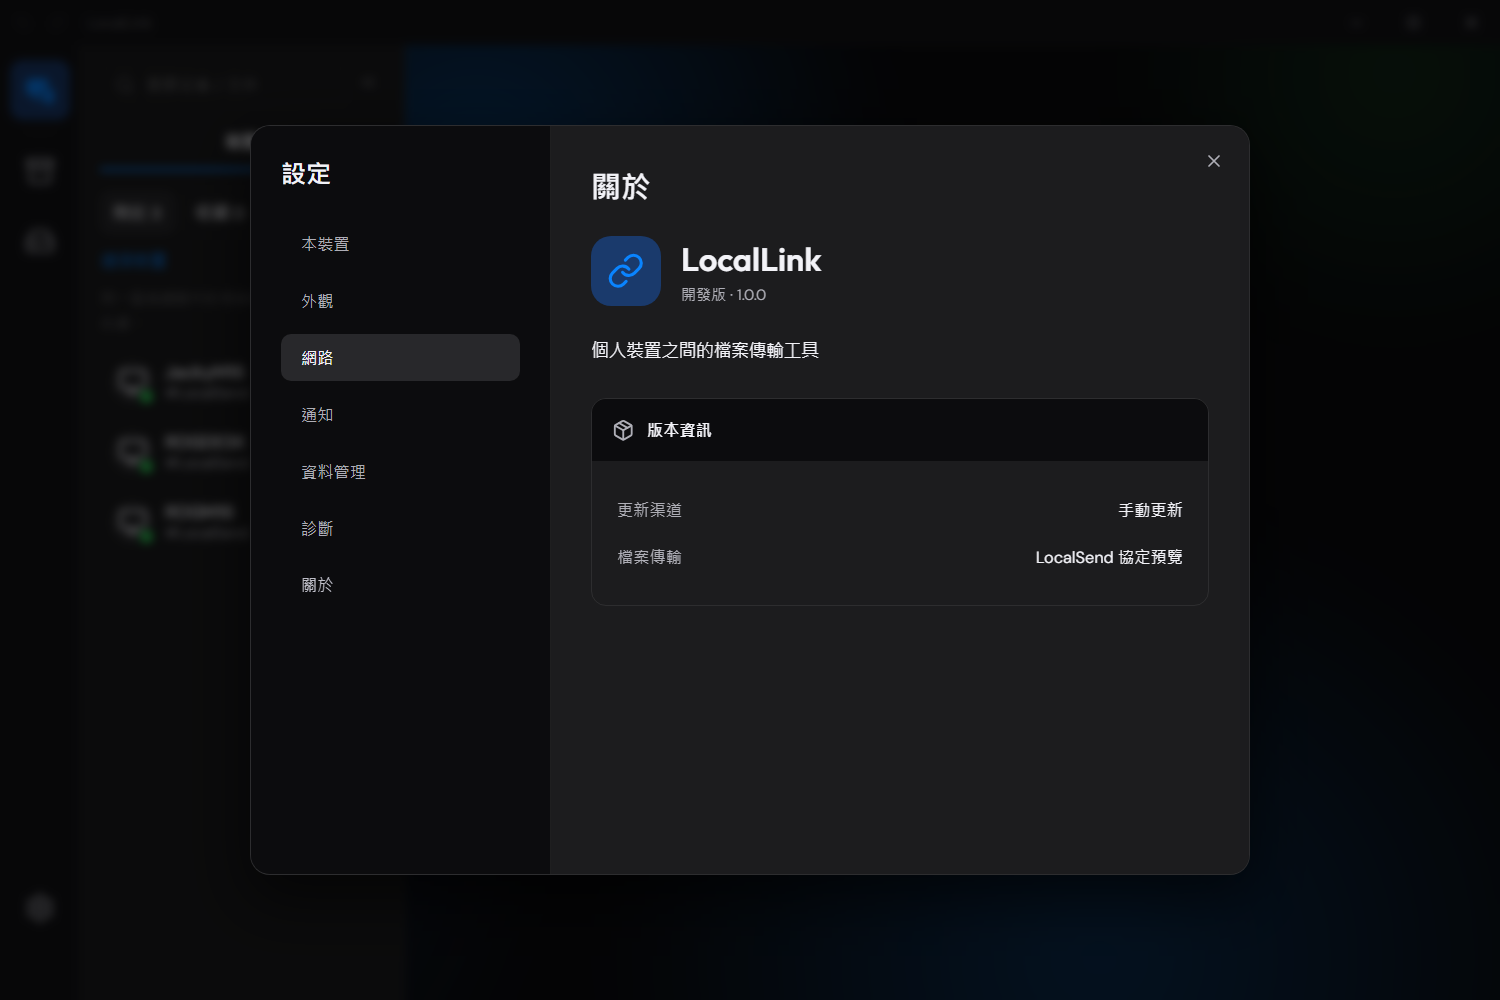 設定
本裝置
外觀
網路
通知
資料管理
診斷
關於
關於
LocalLink
開發版 · 1.0.0
個人裝置之間的檔案傳輸工具
版本資訊
更新渠道
手動更新
檔案傳輸
LocalSend 協定預覽